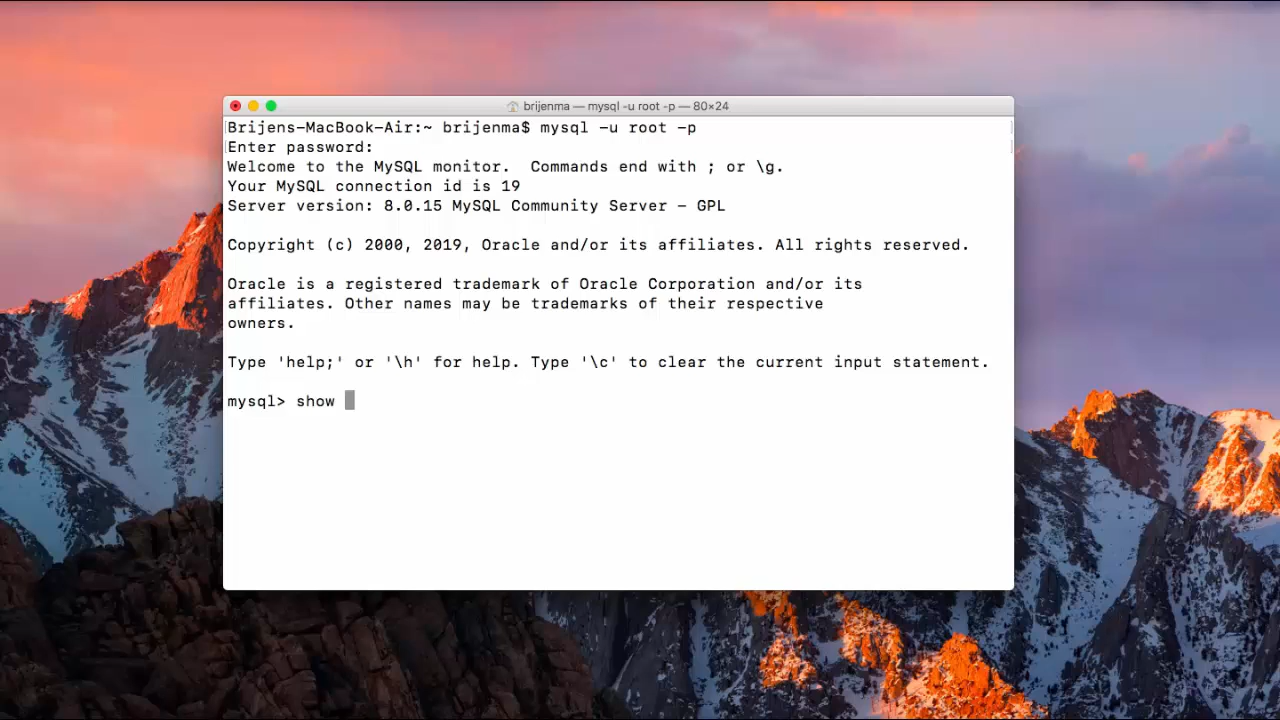 brijenma — mysql -u root -p — 80×24
Brijens-MacBook-Air:~ brijenma$ mysql -u root -p
Enter password:
Welcome to the MySQL monitor.  Commands end with ; or \g.
Your MySQL connection id is 19
Server version: 8.0.15 MySQL Community Server - GPL
Copyright (c) 2000, 2019, Oracle and/or its affiliates. All rights reserved.
Oracle is a registered trademark of Oracle Corporation and/or its
affiliates. Other names may be trademarks of their respective
owners.
Type 'help;' or '\h' for help. Type '\c' to clear the current input statement.
mysql> show